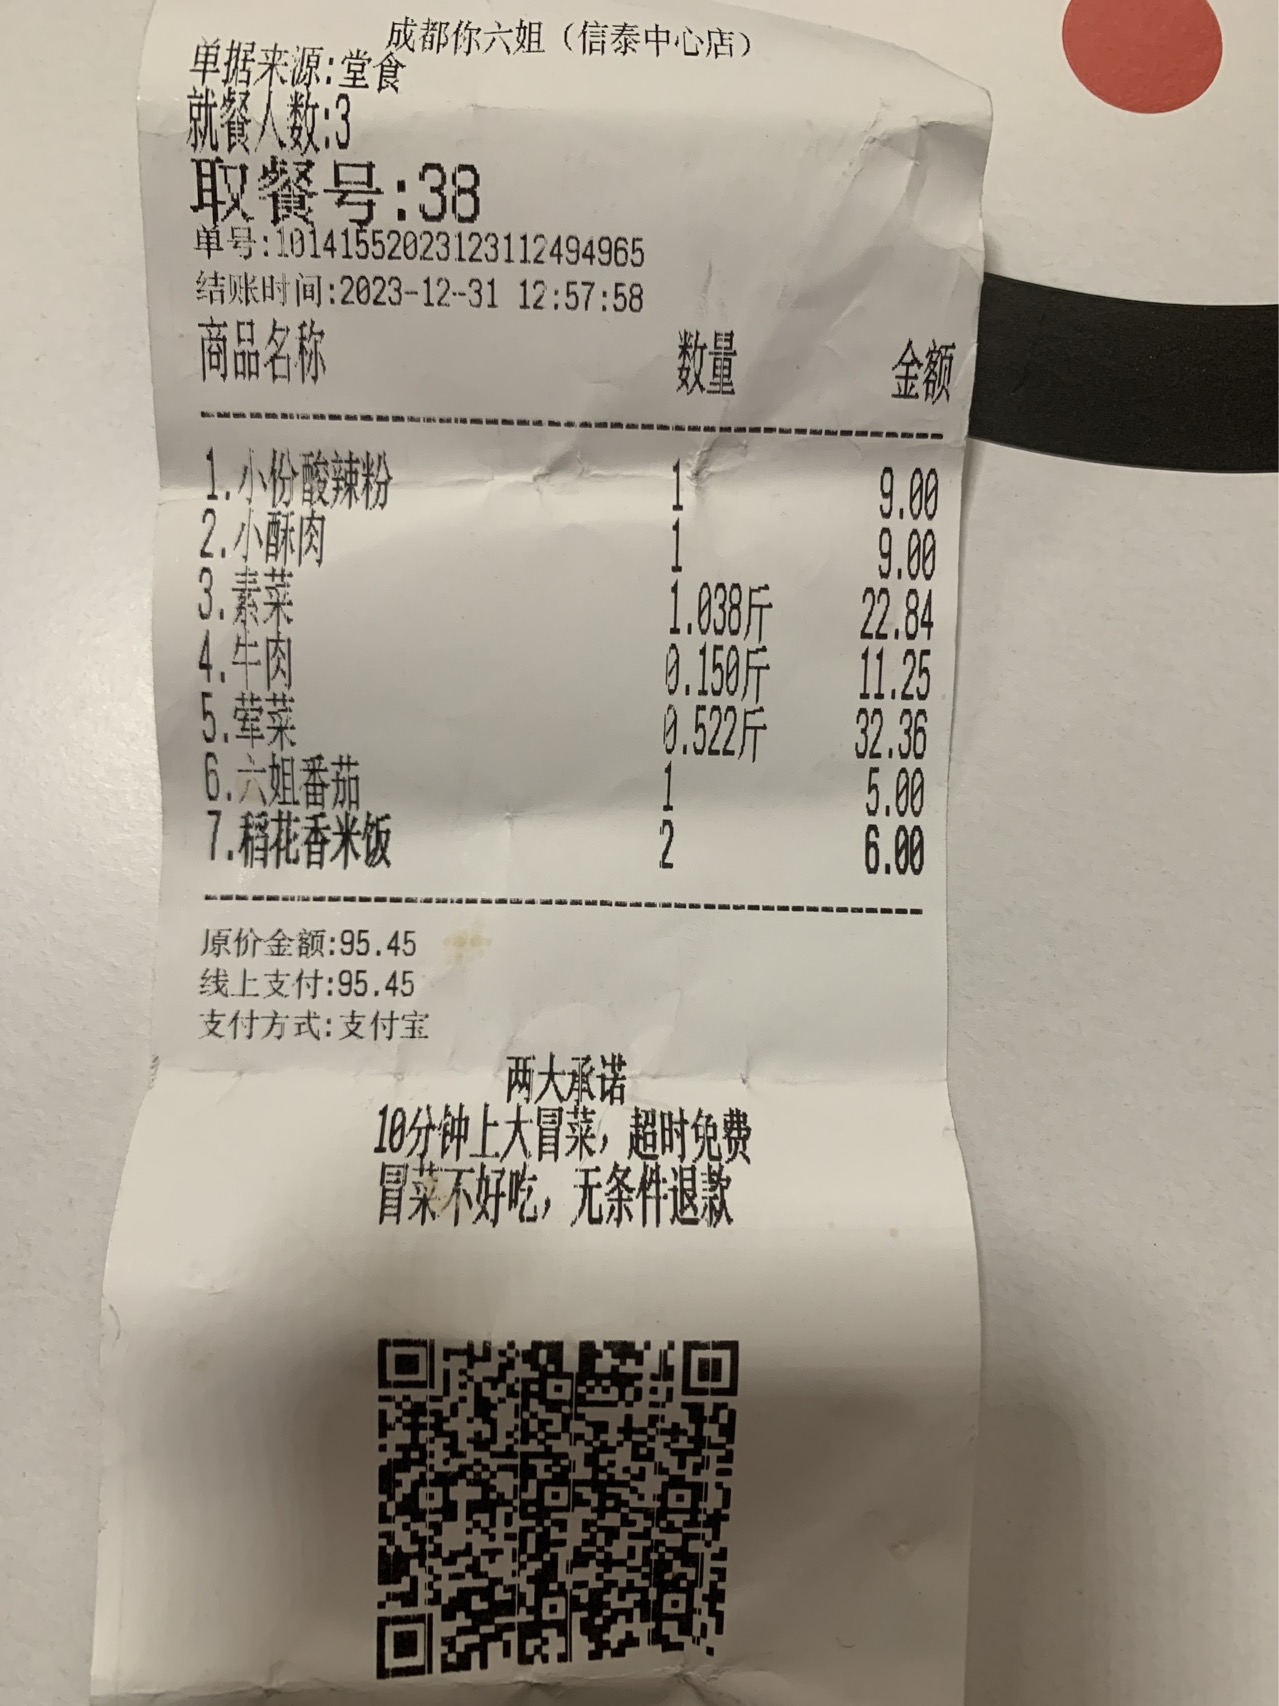 成都你六姐（信泰中心店）
单据来源:堂食
就餐人数:3
取餐号:38
单号:10141552023123112494965
结账时间:2023-12-31 12:57:58
商品名称 数量 金额
1.小份酸辣粉 1 9.00
2.小酥肉 1 9.00
3.素菜 1.038斤 22.84
4.牛肉 0.150斤 11.25
5.荤菜 0.522斤 32.36
6.六姐番茄 1 5.00
7.稻花香米饭 2 6.00
原价金额:95.45
线上支付:95.45
支付方式:支付宝
两大承诺
10分钟上大冒菜，超时免费
冒菜不好吃，无条件退款